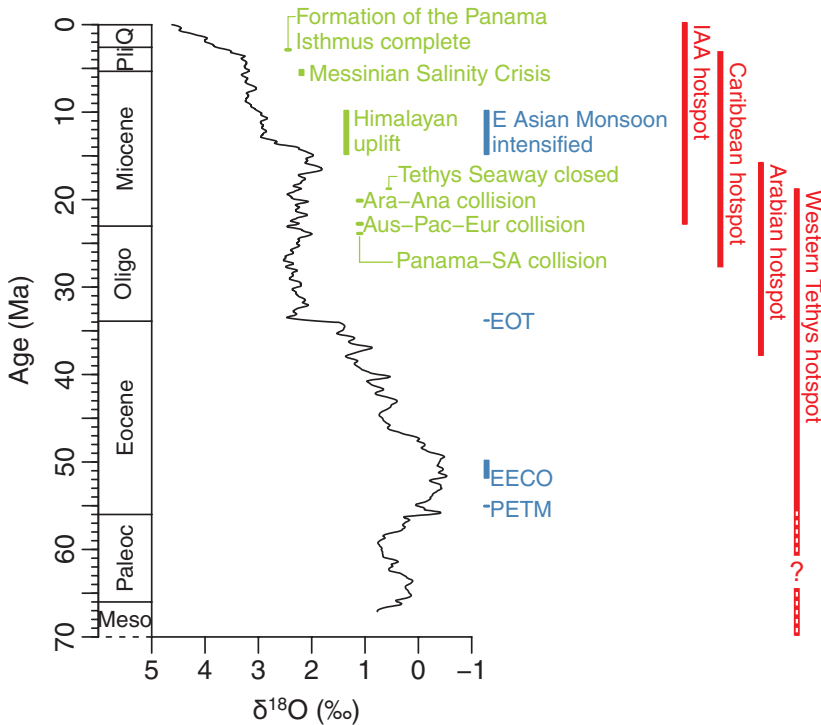 Formation of the Panama
Isthmus complete
Messinian Salinity Crisis
Himalayan
uplift
E Asian Monsoon
intensified
Tethys Seaway closed
Ara–Ana collision
Aus–Pac–Eur collision
Panama–SA collision
EOT
EECO
PETM
IAA hotspot
Caribbean hotspot
Arabian hotspot
Western Tethys hotspot
?
Age (Ma)
0
10
20
30
40
50
60
70
Q
Pli
Miocene
Oligo
Eocene
Paleoc
Meso
5
4
3
2
1
0
−1
δ¹⁸O (‰)